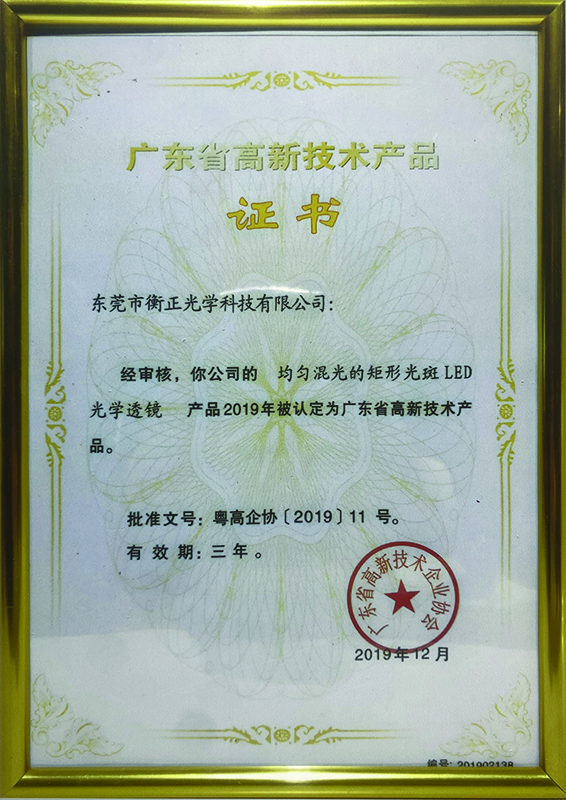 广东省高新技术产品
证书
东莞市衡正光学科技有限公司：
经审核，你公司的 均匀混光的矩形光斑LED
光学透镜 产品2019年被认定为广东省高新技术产
品。
批准文号：粤高企协〔2019〕11 号。
有 效 期：三年。
广东省高新技术企业协会
2019年12月
编号：201902138